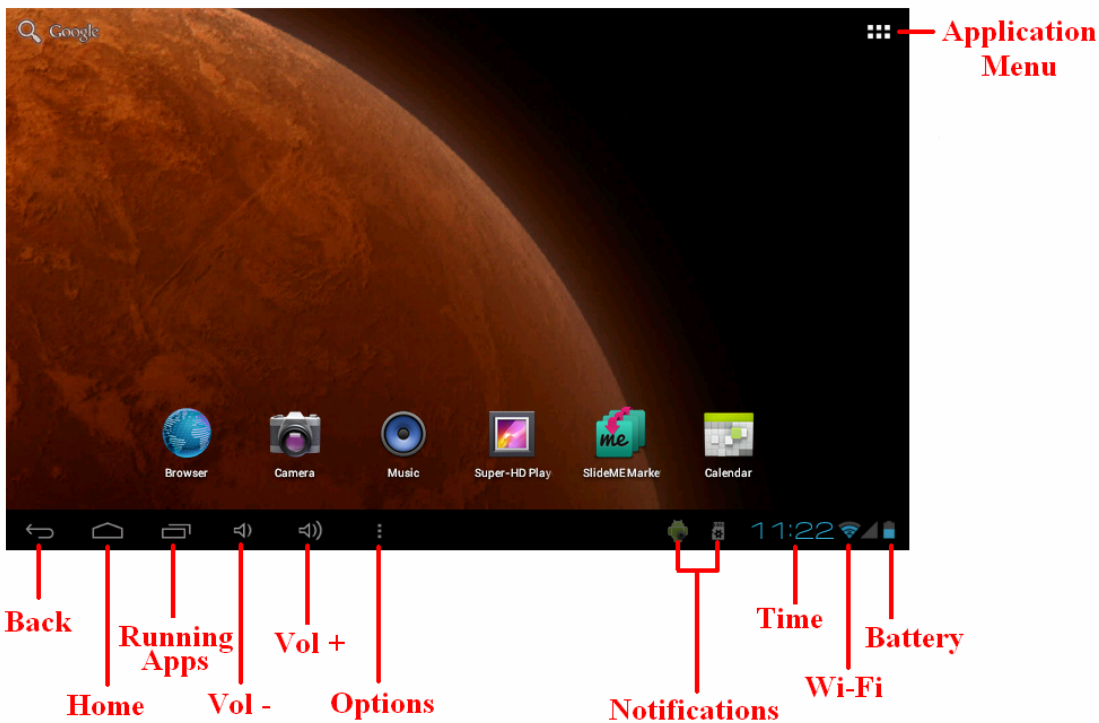 Google
Application
Menu
Browser
Camera
Music
Super-HD Play
me
SlideME Marke
Calendar
11:22
Back
Running
Apps
Vol +
Time
Battery
Home
Vol -
Options
Notifications
Wi-Fi